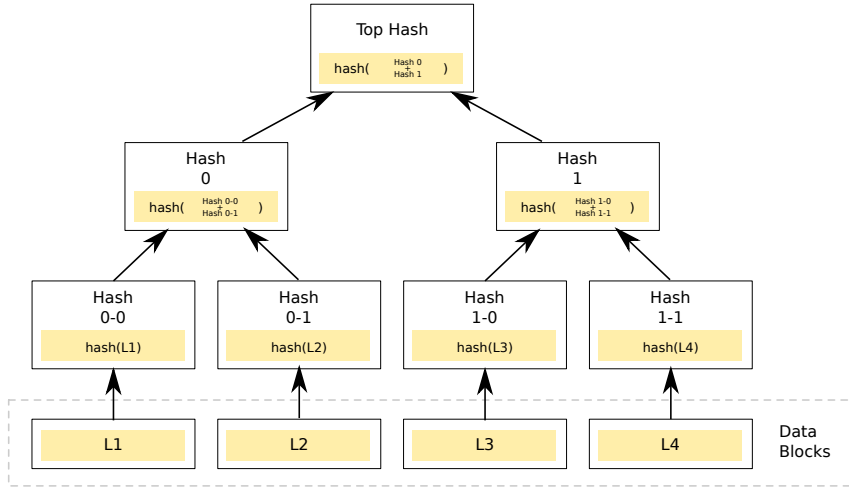 Top Hash
hash( Hash 0 + Hash 1 )
Hash
0
hash( Hash 0-0 + Hash 0-1 )
Hash
1
hash( Hash 1-0 + Hash 1-1 )
Hash
0-0
hash(L1)
Hash
0-1
hash(L2)
Hash
1-0
hash(L3)
Hash
1-1
hash(L4)
L1
L2
L3
L4
Data
Blocks